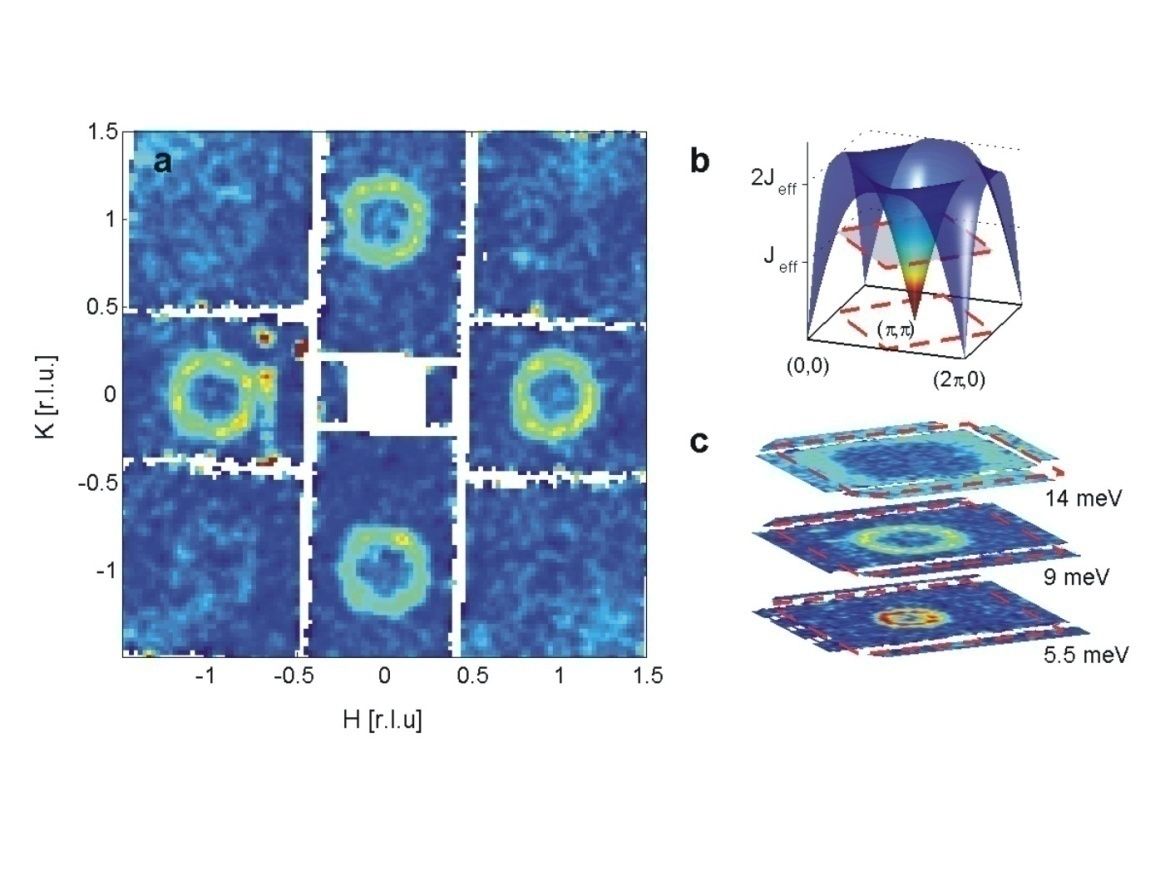 a
1.5
1
0.5
0
-0.5
-1
K [r.l.u.]
-1 -0.5 0 0.5 1 1.5
H [r.l.u]
b
2J eff
J eff
(π,π)
(0,0)
(2π,0)
c
14 meV
9 meV
5.5 meV